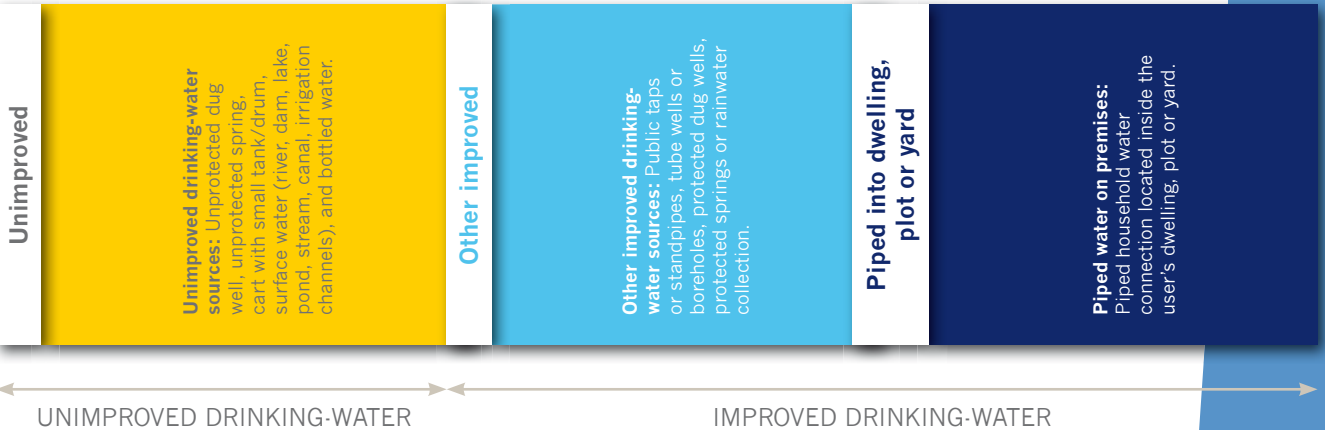 Unimproved
Unimproved drinking-water
sources: Unprotected dug
well, unprotected spring,
cart with small tank/drum,
surface water (river, dam, lake,
pond, stream, canal, irrigation
channels), and bottled water.
Other improved
Other improved drinking-
water sources: Public taps
or standpipes, tube wells or
boreholes, protected dug wells,
protected springs or rainwater
collection.
Piped into dwelling,
plot or yard
Piped water on premises:
Piped household water
connection located inside the
user's dwelling, plot or yard.
UNIMPROVED DRINKING-WATER
IMPROVED DRINKING-WATER